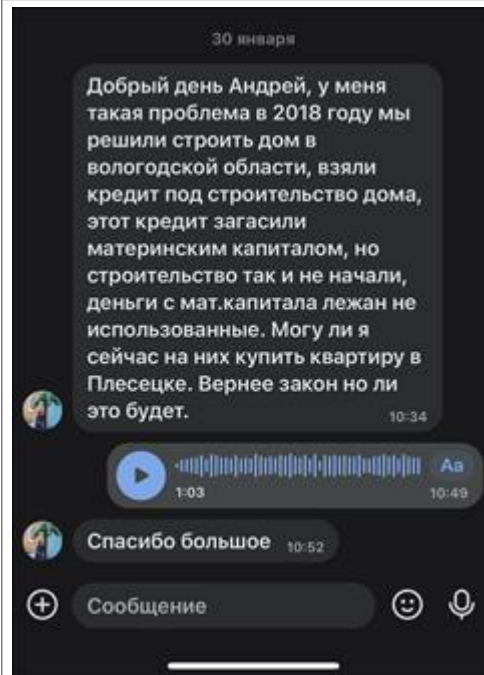 30 января
Добрый день Андрей, у меня
такая проблема в 2018 году мы
решили строить дом в
вологодской области, взяли
кредит под строительство дома,
этот кредит загасили
материнским капиталом, но
строительство так и не начали,
деньги с мат.капитала лежан не
использованные. Могу ли я
сейчас на них купить квартиру в
Плесецке. Вернее закон но ли
это будет.
10:34
Aa
1:03
10:49
Спасибо большое 10:52
Сообщение